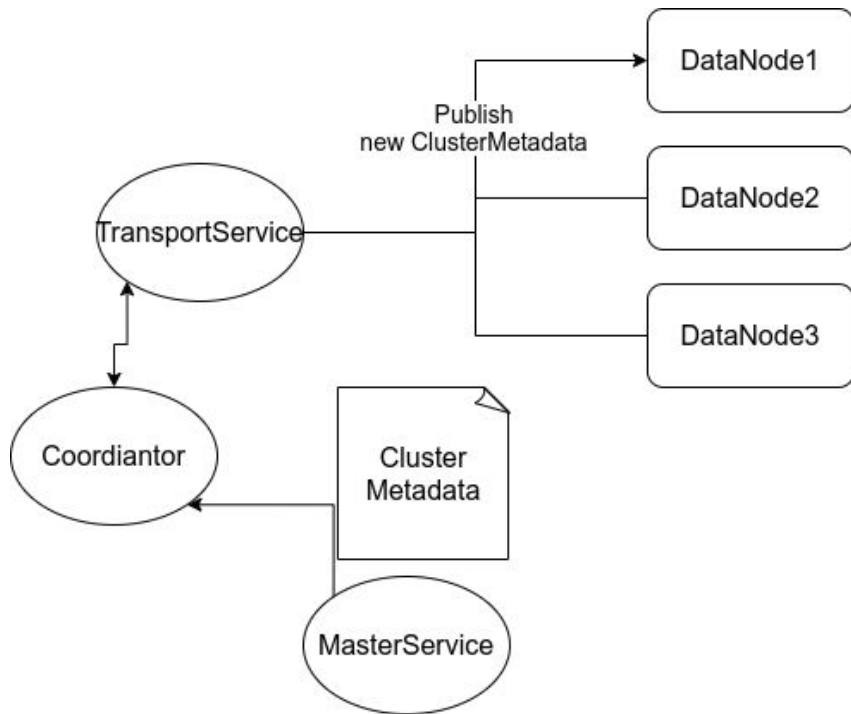 DataNode1
Publish
new ClusterMetadata
DataNode2
TransportService
DataNode3
Coordiantor
Cluster
Metadata
MasterService